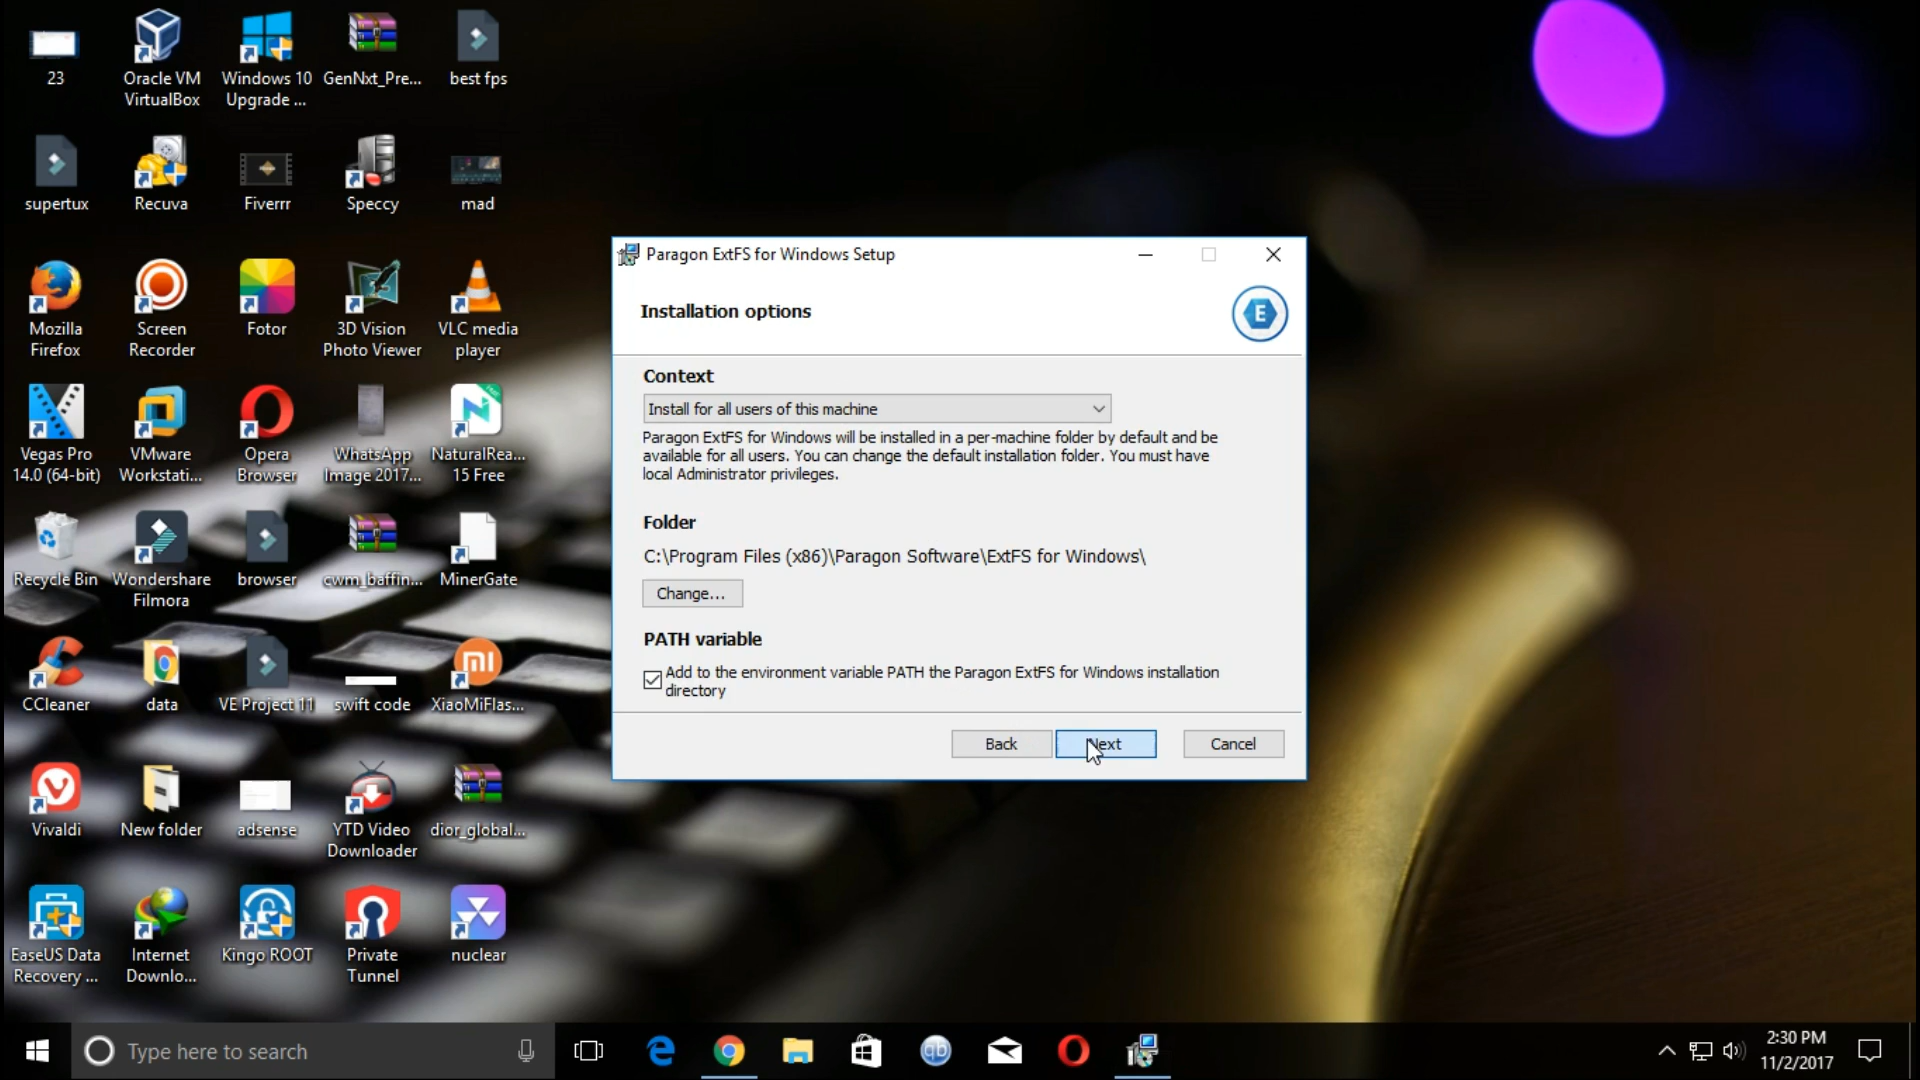 23
Oracle VM
VirtualBox
Windows 10
Upgrade ...
GenNxt_Pre...
best fps
supertux
Recuva
Fiverrr
Speccy
mad
Mozilla
Firefox
Screen
Recorder
Fotor
3D Vision
Photo Viewer
VLC media
player
Vegas Pro
14.0 (64-bit)
VMware
Workstati...
Opera
Browser
WhatsApp
Image 2017...
NaturalRea...
15 Free
Recycle Bin
Wondershare
Filmora
browser
cwm_baffin...
MinerGate
CCleaner
data
VE Project 11
swift code
XiaoMiFlas...
Vivaldi
New folder
adsense
YTD Video
Downloader
dior_global...
EaseUS Data
Recovery ...
Internet
Downlo...
Kingo ROOT
Private
Tunnel
nuclear
Paragon ExtFS for Windows Setup
Installation options
E
Context
Install for all users of this machine
Paragon ExtFS for Windows will be installed in a per-machine folder by default and be
available for all users. You can change the default installation folder. You must have
local Administrator privileges.
Folder
C:\Program Files (x86)\Paragon Software\ExtFS for Windows\
Change...
PATH variable
Add to the environment variable PATH the Paragon ExtFS for Windows installation
directory
Back
Next
Cancel
Type here to search
qb
2:30 PM
11/2/2017